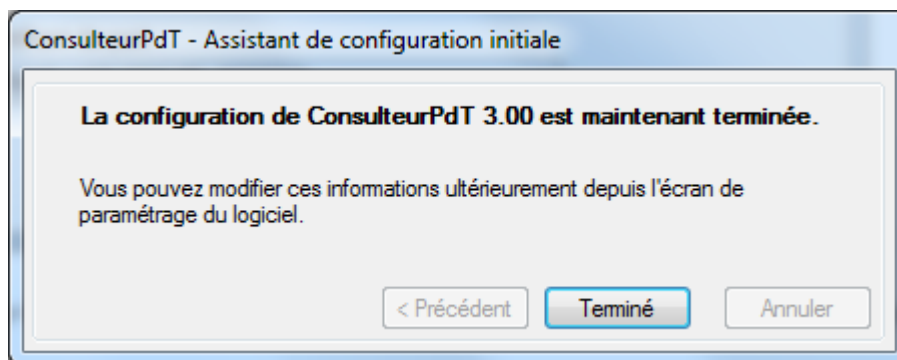 ConsulteurPdT - Assistant de configuration initiale
La configuration de ConsulteurPdT 3.00 est maintenant terminée.
Vous pouvez modifier ces informations ultérieurement depuis l'écran de
paramétrage du logiciel.
< Précédent Terminé Annuler